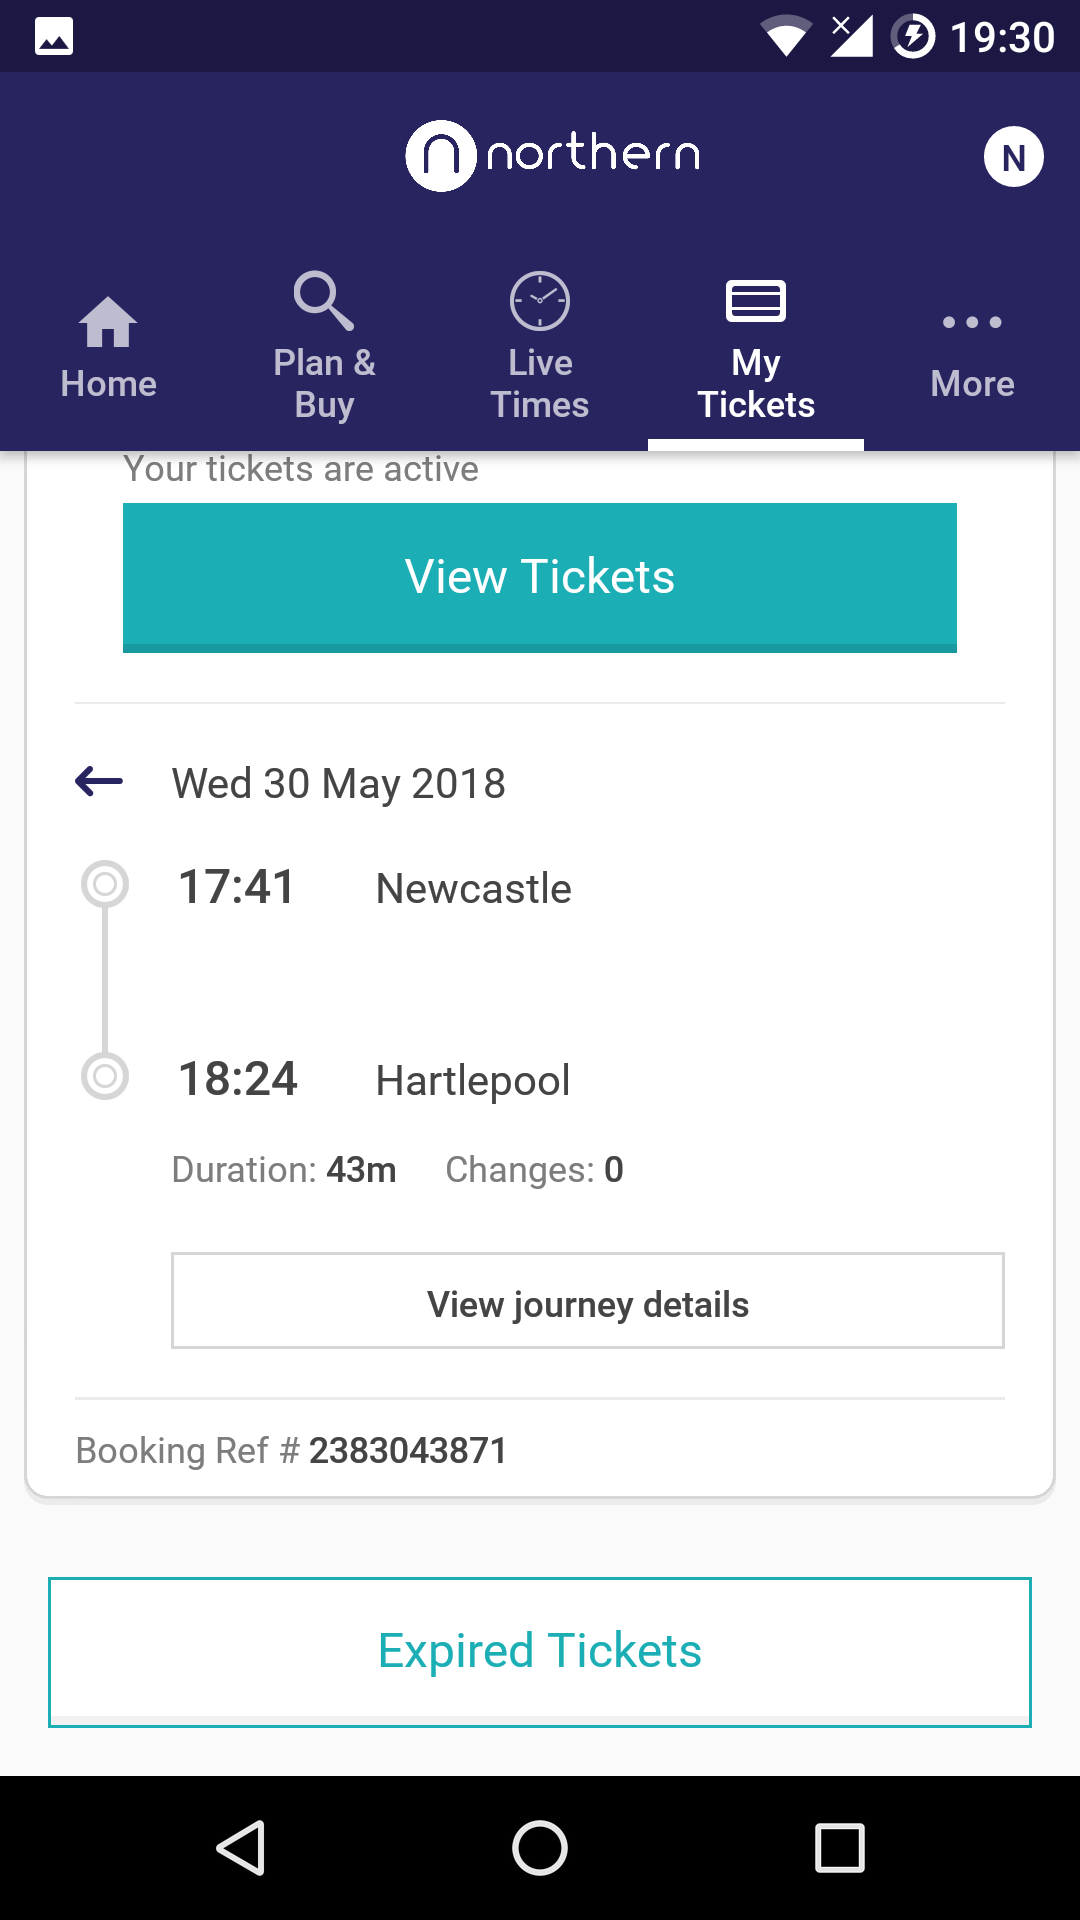 19:30
northern
N
Home
Plan &
Buy
Live
Times
My
Tickets
More
Your tickets are active
View Tickets
Wed 30 May 2018
17:41 Newcastle
18:24 Hartlepool
Duration: 43m Changes: 0
View journey details
Booking Ref # 2383043871
Expired Tickets